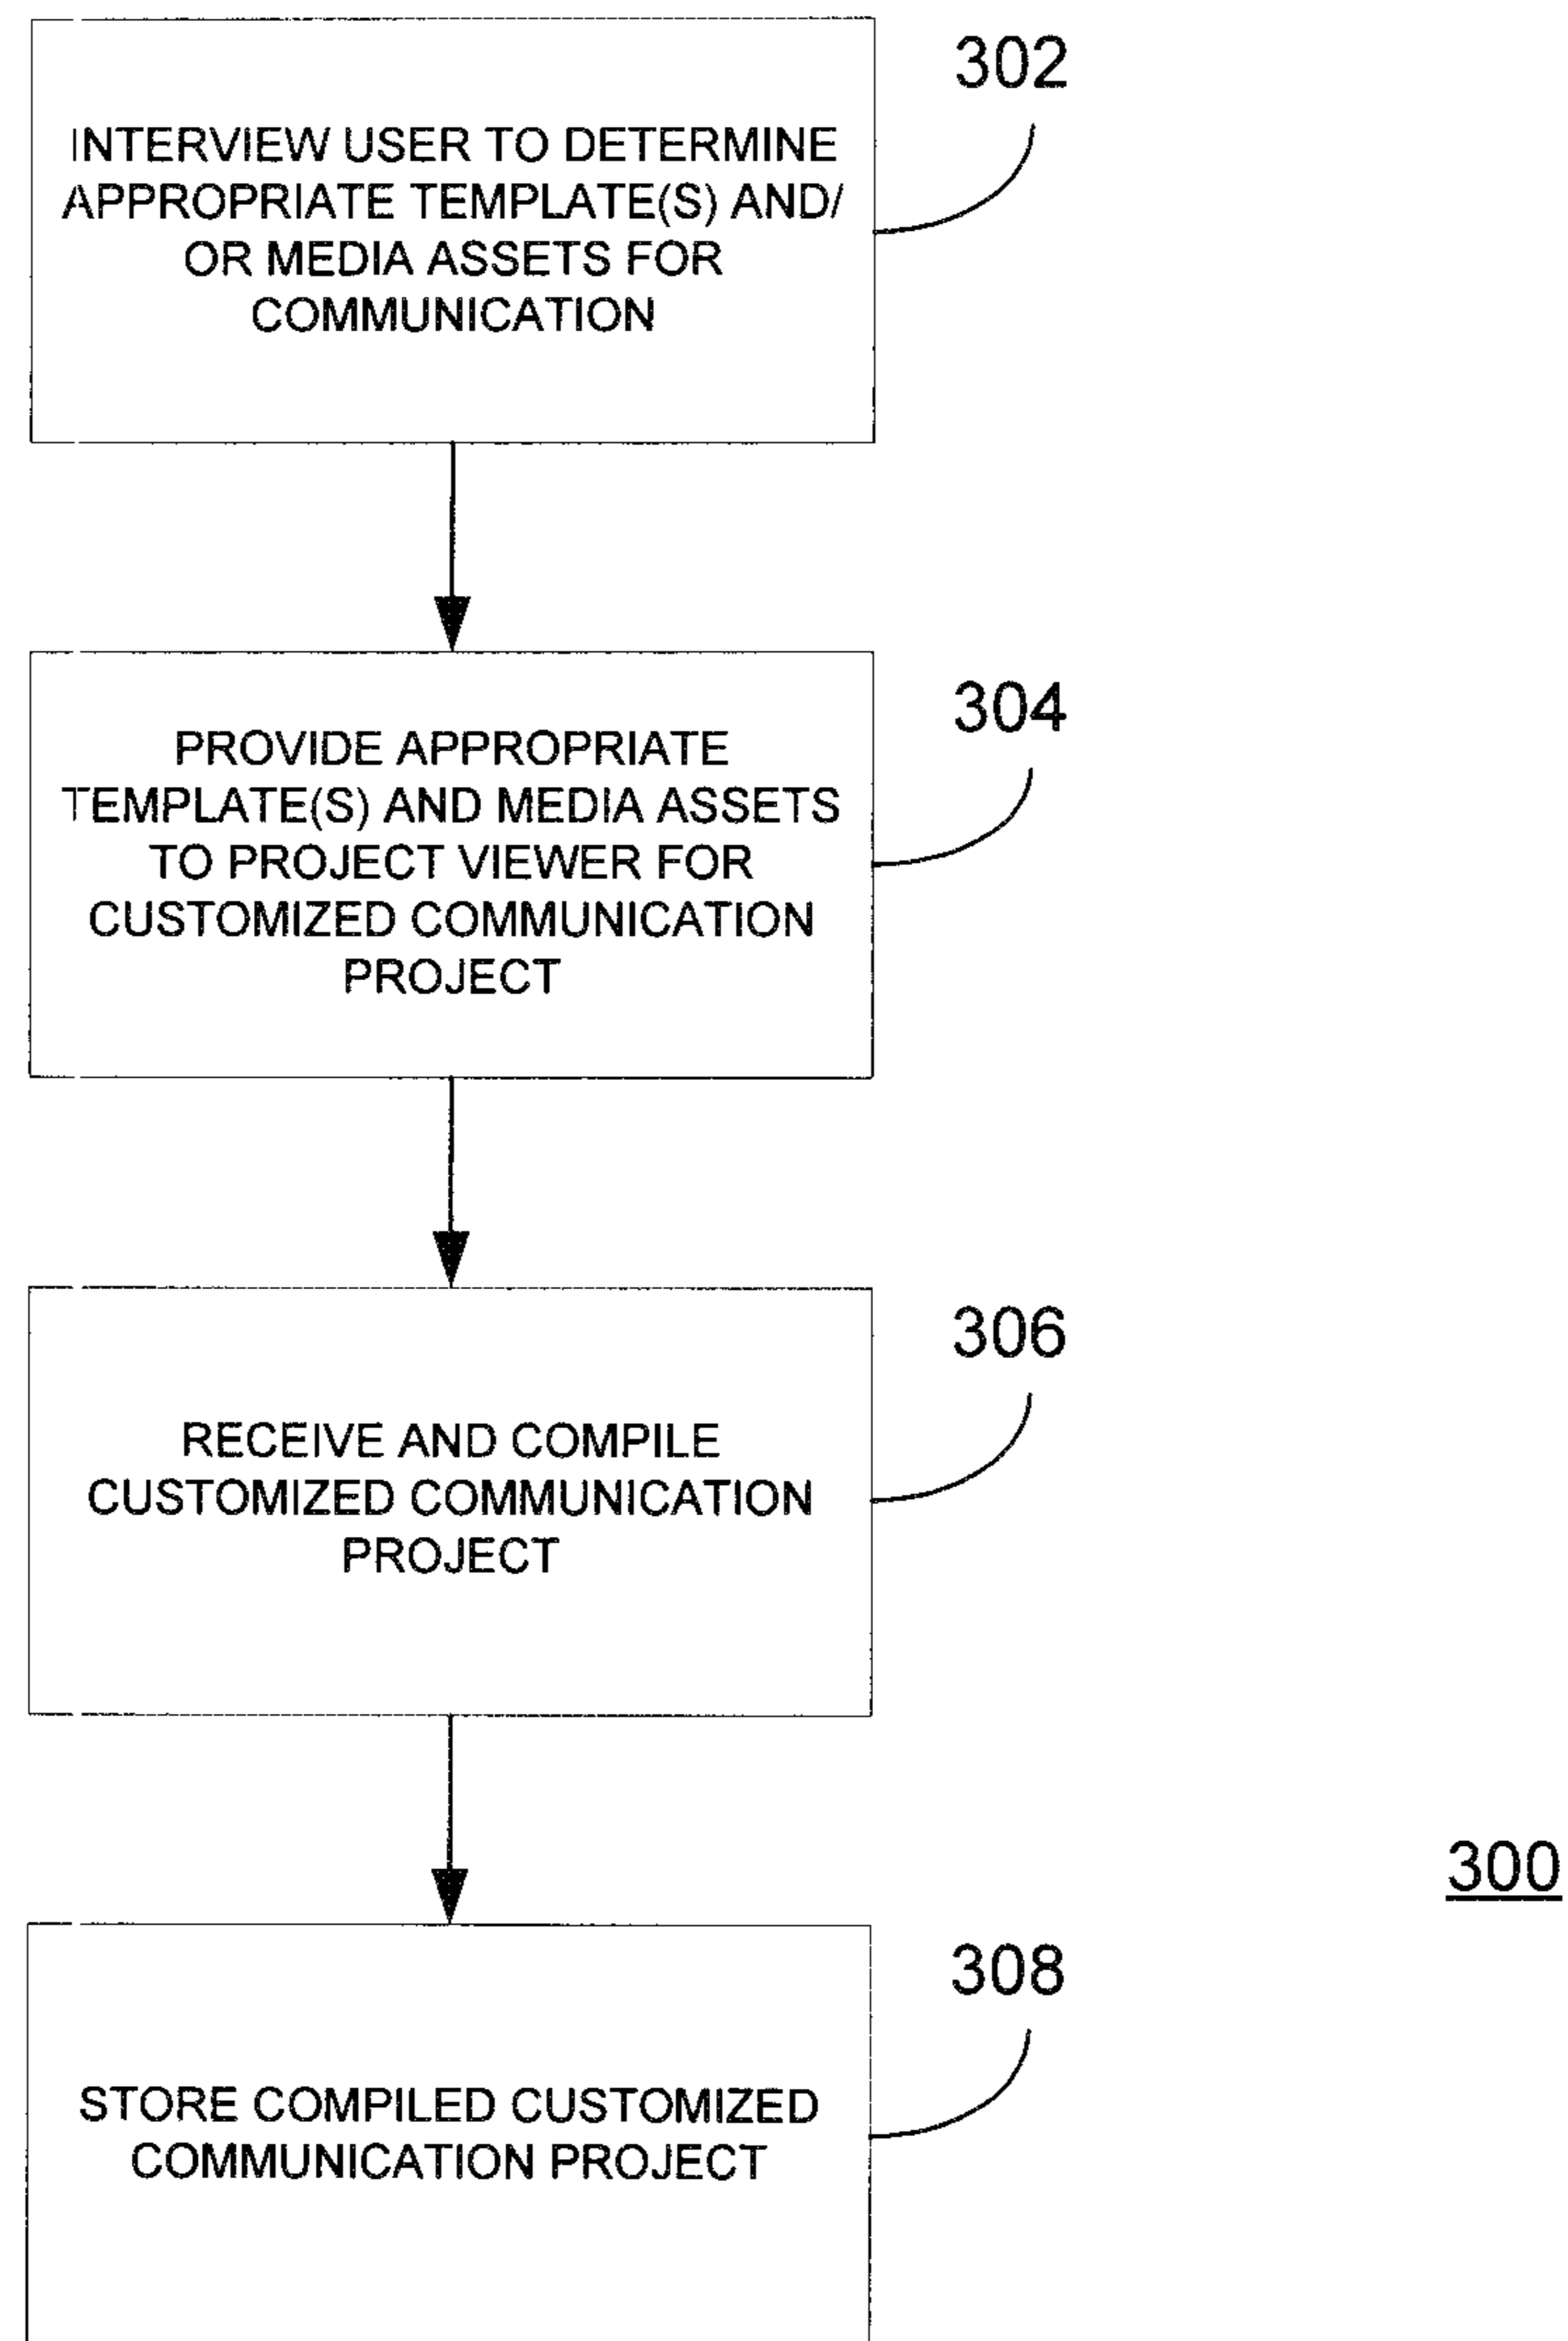 302
INTERVIEW USER TO DETERMINE
APPROPRIATE TEMPLATE(S) AND/
OR MEDIA ASSETS FOR
COMMUNICATION
304
PROVIDE APPROPRIATE
TEMPLATE(S) AND MEDIA ASSETS
TO PROJECT VIEWER FOR
CUSTOMIZED COMMUNICATION
PROJECT
306
RECEIVE AND COMPILE
CUSTOMIZED COMMUNICATION
PROJECT
300
308
STORE COMPILED CUSTOMIZED
COMMUNICATION PROJECT